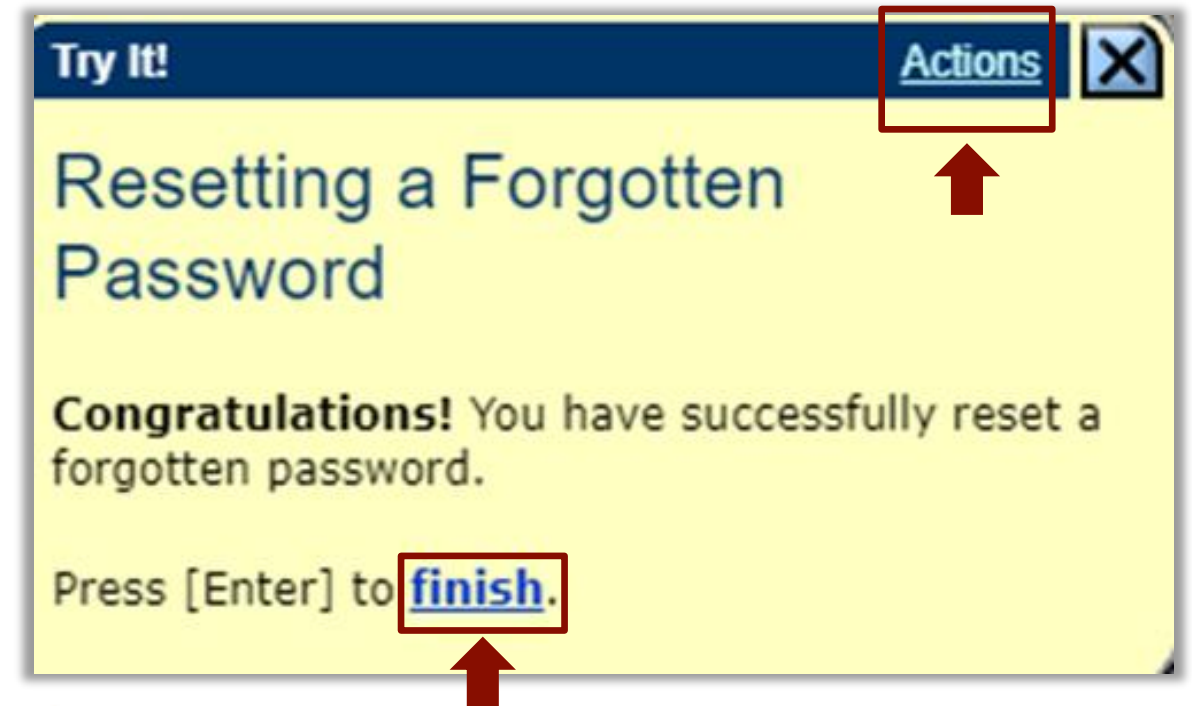 Try It! Actions
Resetting a Forgotten
Password
Congratulations! You have successfully reset a
forgotten password.
Press [Enter] to finish.